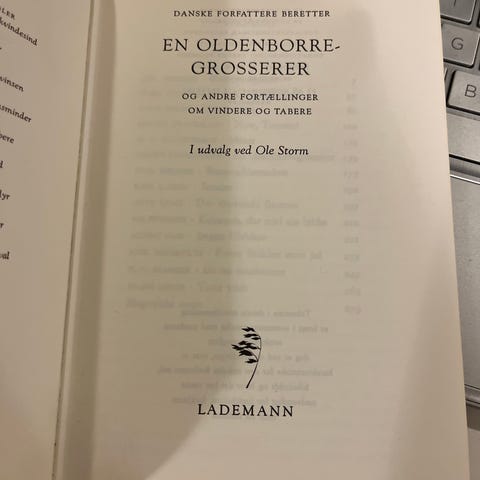 DANSKE FORFATTERE BERETTER
EN OLDENBORRE-
GROSSERER
OG ANDRE FORTÆLLINGER
OM VINDERE OG TABERE
I udvalg ved Ole Storm
LADEMANN
G
B